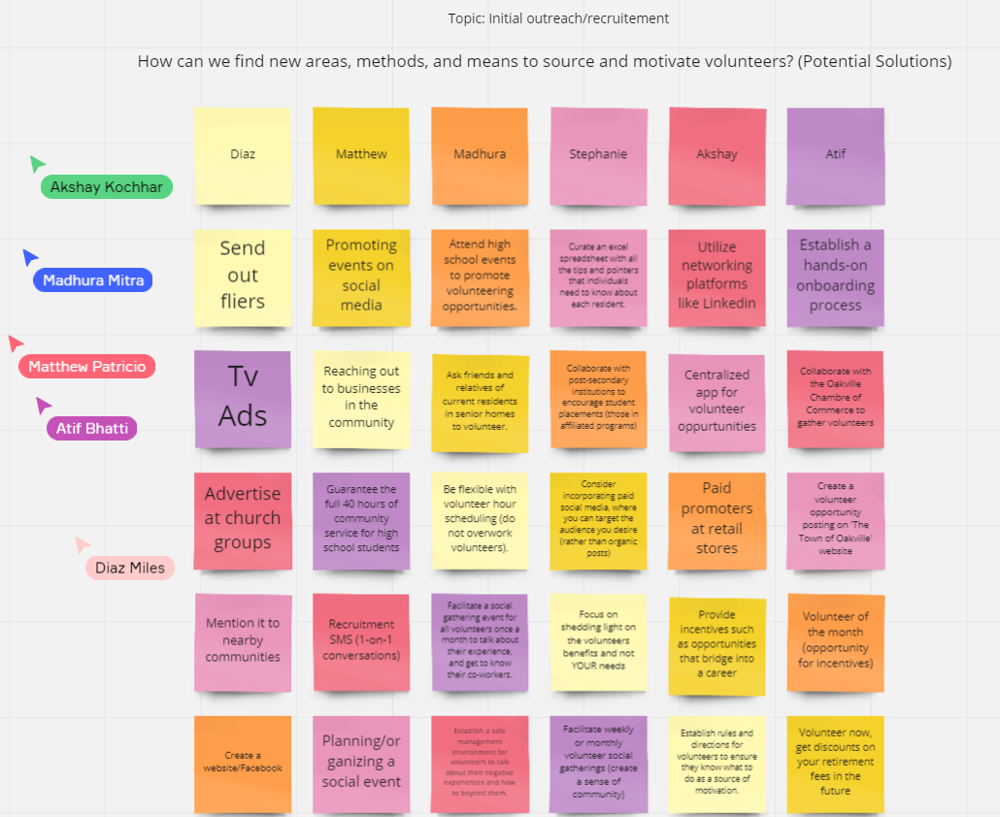 Topic: Initial outreach/recruitement
How can we find new areas, methods, and means to source and motivate volunteers? (Potential Solutions)
Diaz
Matthew
Madhura
Stephanie
Akshay
Atif
Akshay Kochhar
Send
out
fliers
Promoting
events on
social
media
Attend high
school events
to promote
volunteering
opportunities.
Curate an excel
spreadsheet with all
the tips and pointers
that individuals
need to know about
each resident.
Utilize
networking
platforms
like Linkedin
Establish a
hands-on
onboarding
process
Madhura Mitra
Matthew Patricio
Atif Bhatti
Tv
Ads
Reaching out
to businesses
in the
community
Ask friends and
relatives of
current residents
in senior homes
to volunteer.
Collaborate with
post-secondary
institutions to
encourage student
placements (those in
affiliated programs)
Centralized
app for
volunteer
oppurtunities
Collaborate with
the Oakville
Chambre of
Commerce to
gather volunteers
Advertise
at church
groups
Guarantee the
full 40 hours of
community
service for high
school students
Be flexible with
volunteer hour
scheduling (do
not overwork
volunteers).
Consider
incorporating paid
social media, where
you can target the
audience you desire
(rather than organic
posts)
Paid
promoters
at retail
stores
Create a
volunteer
opportunity
posting on 'The
Town of Oakville'
website
Diaz Miles
Mention it to
nearby
communities
Recruitment
SMS (1-on-1
conversations)
Facilitate a social
gathering event for
all volunteers once a
month to talk about
their experience,
and get to know
their co-workers.
Focus on
shedding light on
the volunteers
benefits and not
YOUR needs
Provide
incentives such
as opportunities
that bridge into
a career
Volunteer of
the month
(opportunity
for incentives)
Create a
website/Facebook
Planning/or
ganizing a
social event
Establish a safe
management
environment for
volunteers to talk
about their negative
experiences and how
to boycott them.
Facilitate weekly
or monthly
volunteer social
gatherings (create
a sense of
community)
Establish rules and
directions for
volunteers to ensure
they know what to
do as a source of
motivation.
Volunteer now,
get discounts on
your retirement
fees in the
future